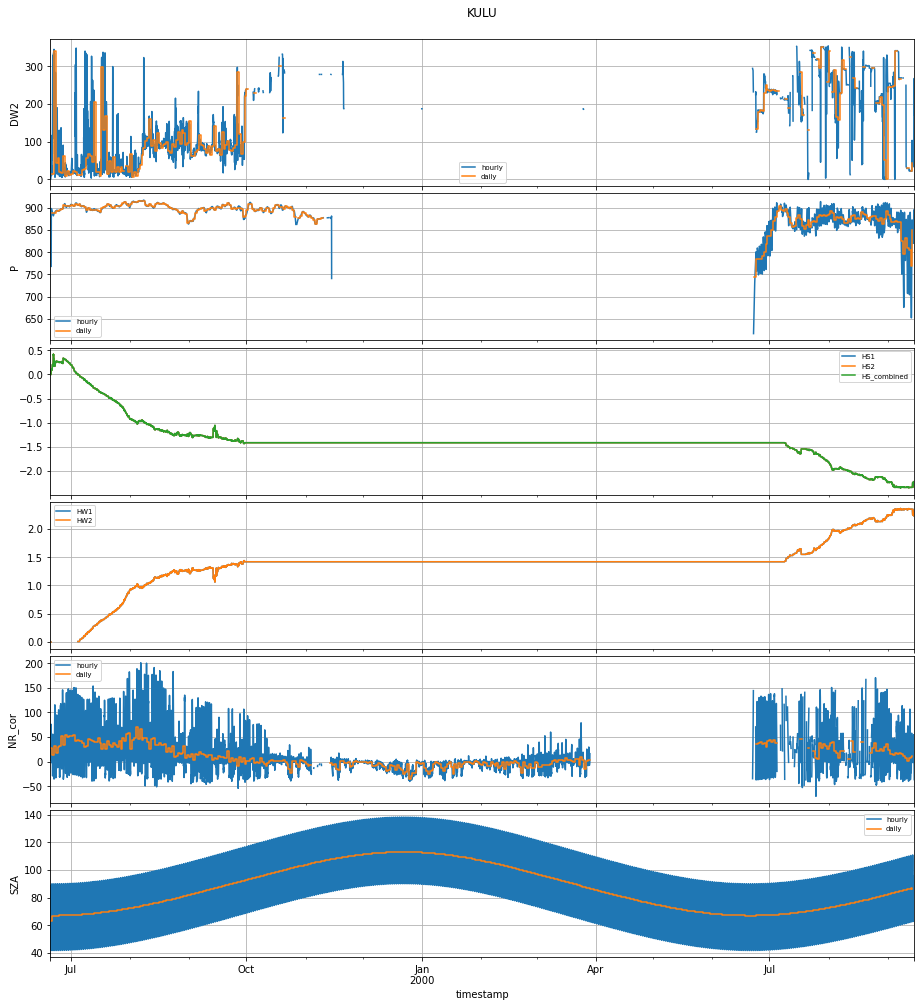 KULU
300
200
100
0
DW2
hourly
daily
900
850
800
750
700
650
P
hourly
daily
0.5
0.0
−0.5
−1.0
−1.5
−2.0
HS1
HS2
HS_combined
2.0
1.5
1.0
0.5
0.0
HW1
HW2
200
150
100
50
0
−50
NR_cor
hourly
daily
140
120
100
80
60
40
SZA
hourly
daily
Jul
Oct
Jan
2000
Apr
Jul
timestamp